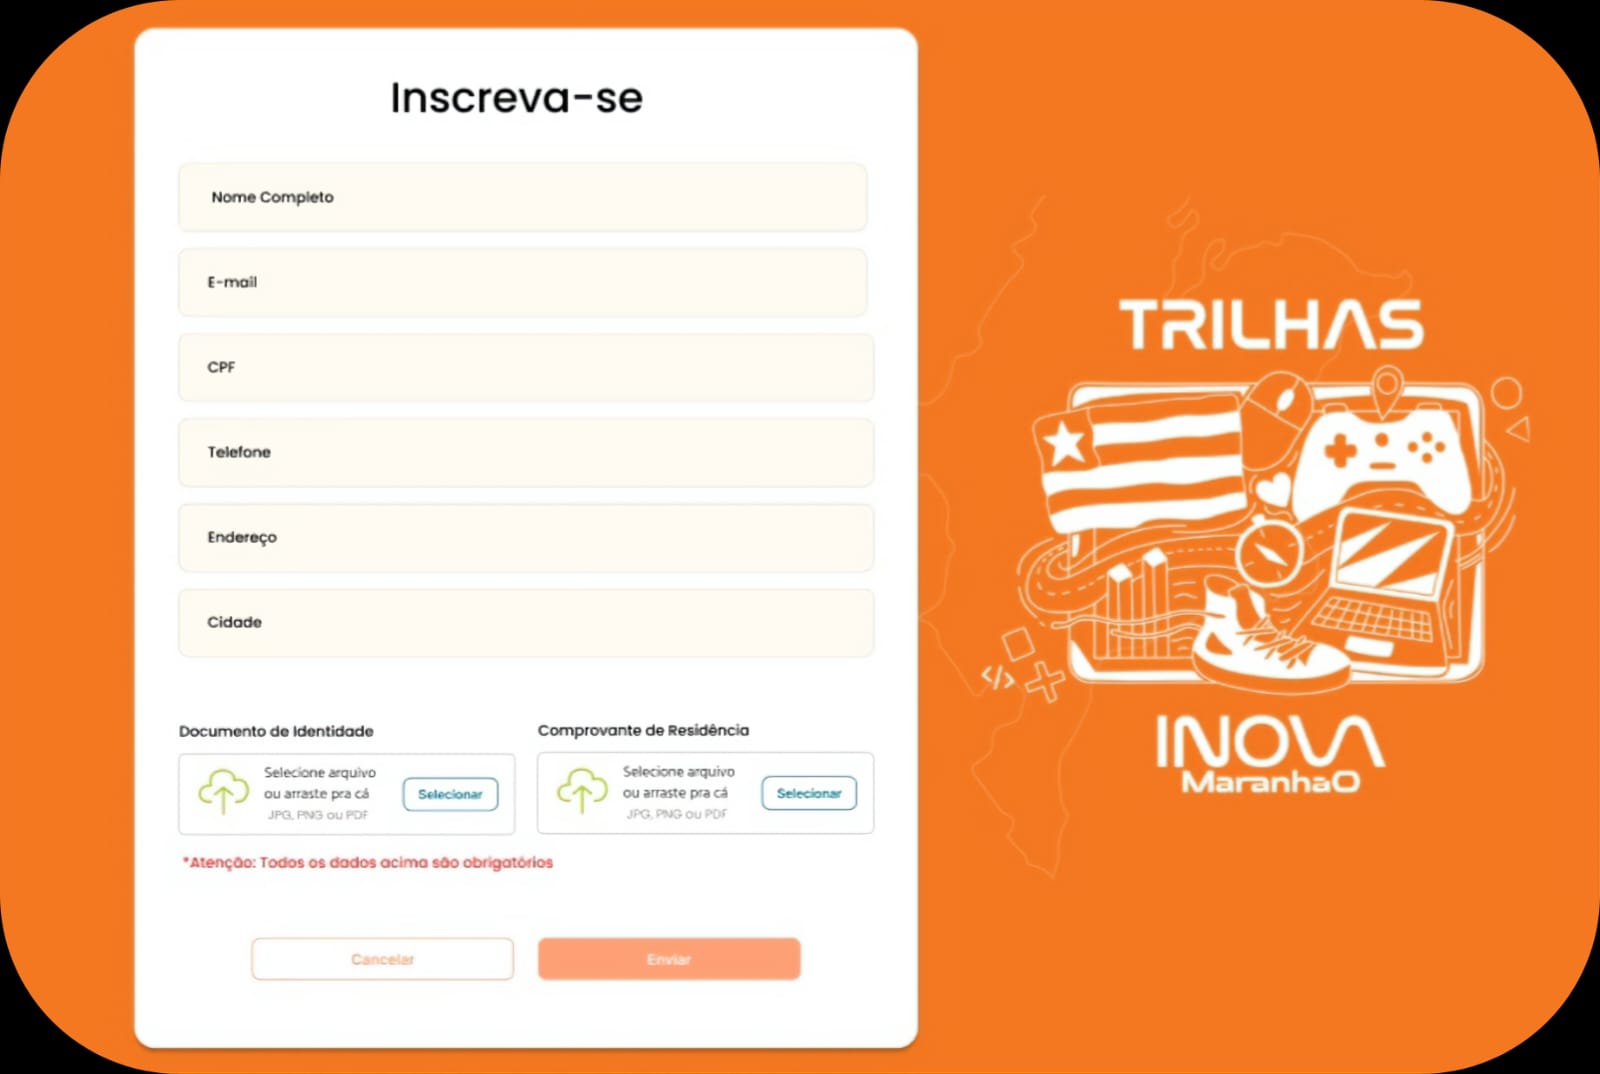 Inscreva-se
Nome Completo
E-mail
CPF
Telefone
Endereço
Cidade
Documento de Identidade
Selecione arquivo
ou arraste pra cá
JPG, PNG ou PDF
Selecionar
Comprovante de Residência
Selecione arquivo
ou arraste pra cá
JPG, PNG ou PDF
Selecionar
*Atenção: Todos os dados acima são obrigatórios
Cancelar
Enviar
TRILHAS
</>
INOVA
MaranhaO